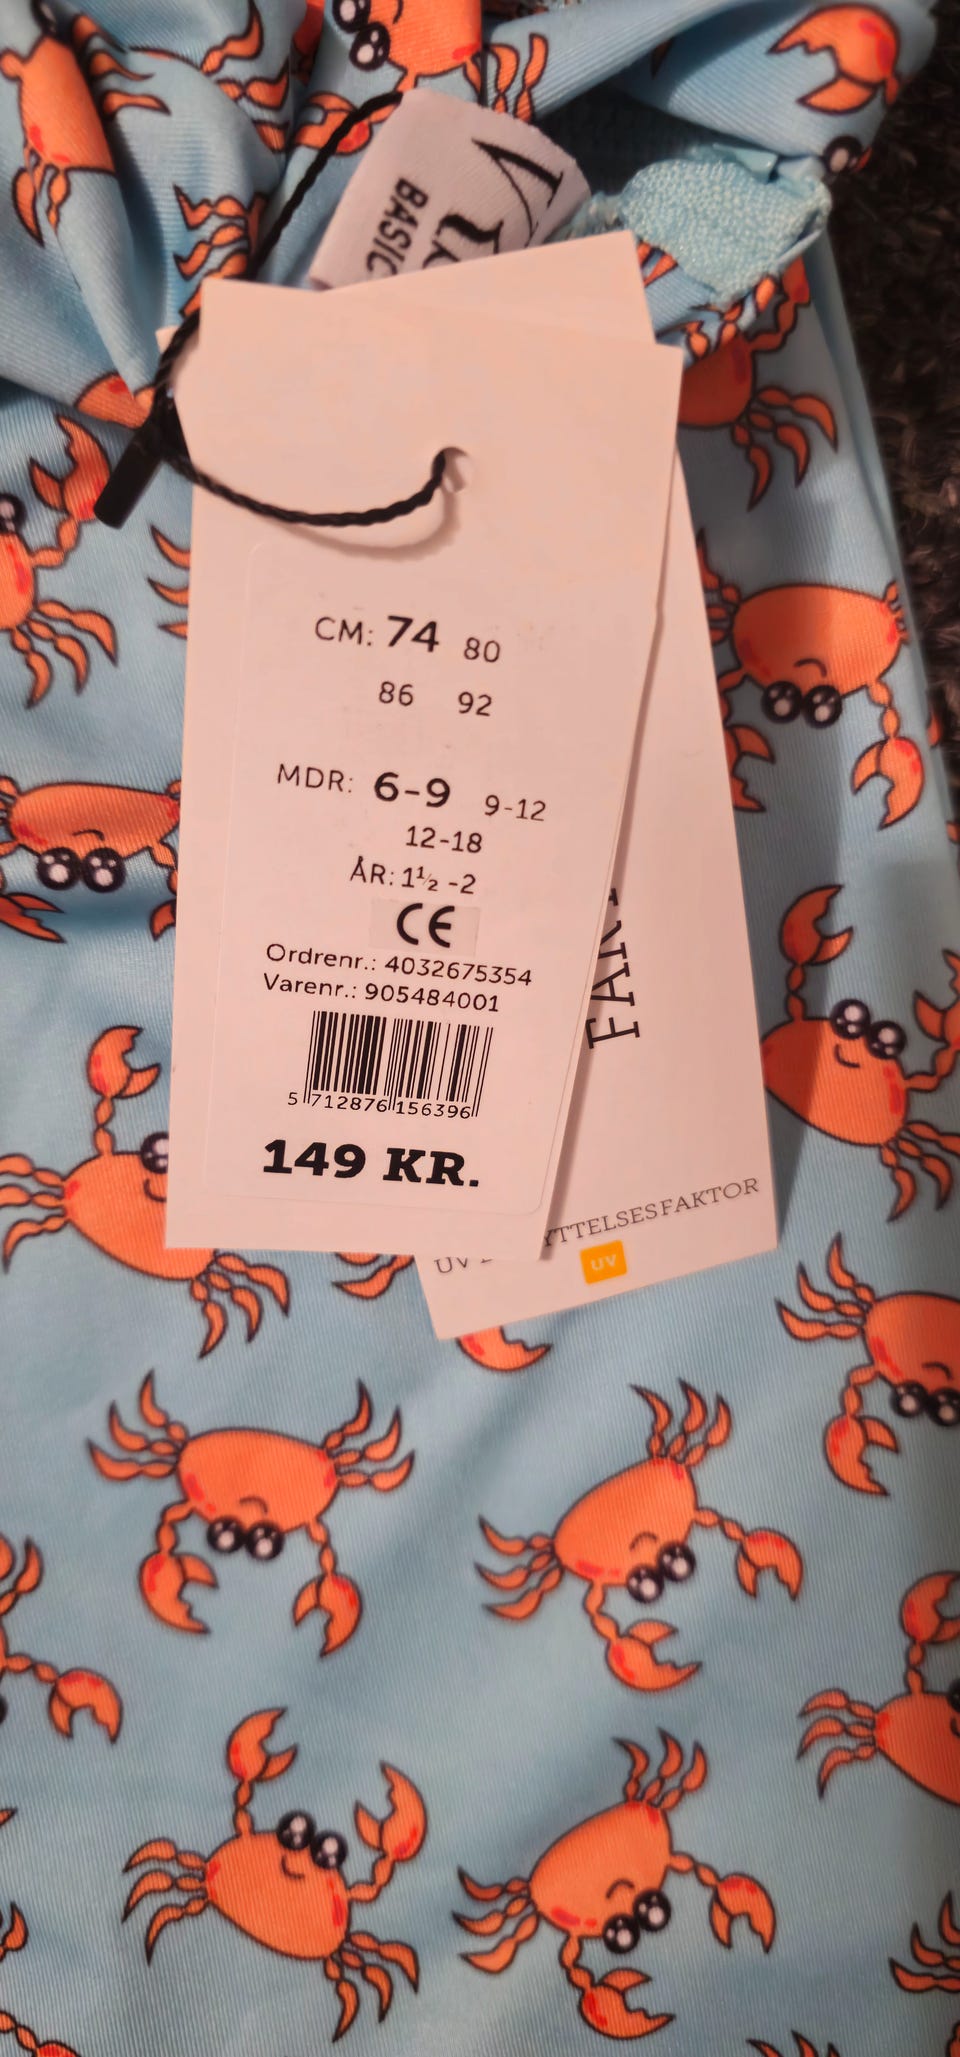 BASIC
CM: 74 80
86 92
MDR: 6-9 9-12
12-18
ÅR: 1½ -2
CE
Ordrenr.: 4032675354
Varenr.: 905484001
5 712876 156396
149 KR.
UV
UV